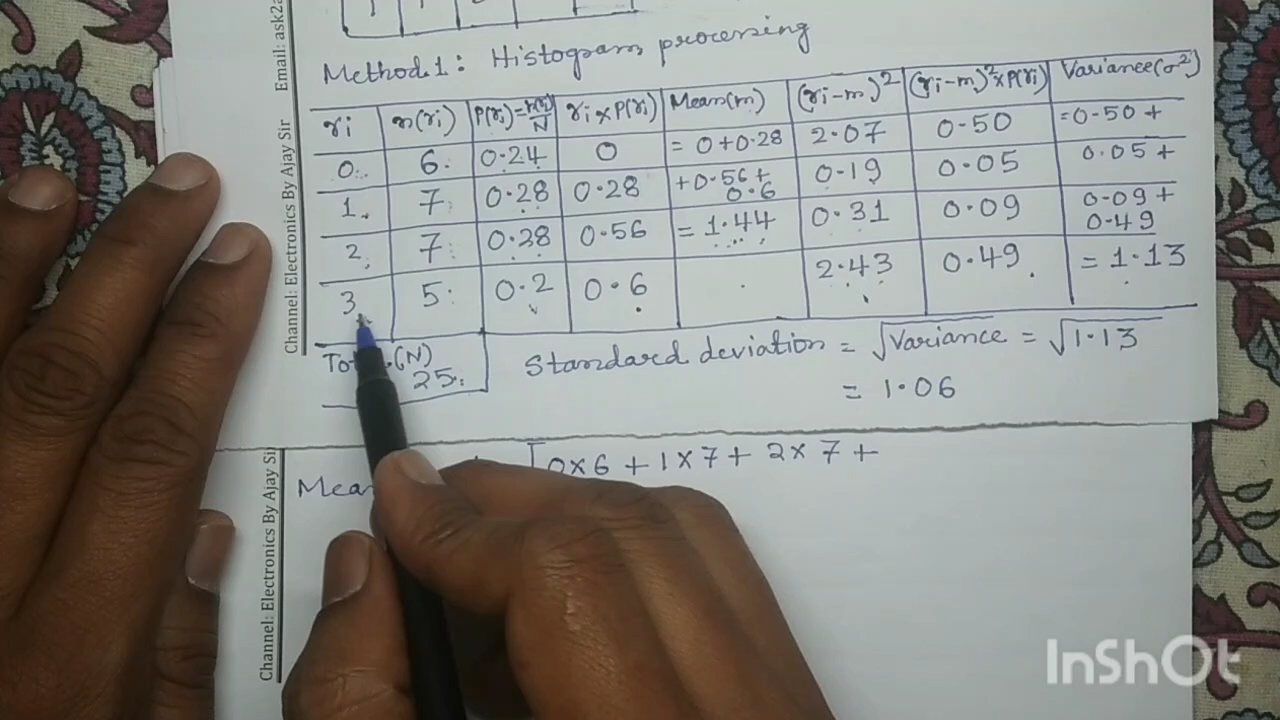 Email: ask2a
Channel: Electronics By Ajay Sir
Method.1: Histogram processing
ri n(ri) P(ri)=n(ri)/N ri×P(ri) Mean(m) (ri-m)² (ri-m)²×P(ri) Variance(σ²)
0. 6. 0.24 0 = 0+0.28 2.07 0.50 =0.50+
1. 7. 0.28 0.28 +0.56+ 0.6 0.19 0.05 0.05+
2. 7. 0.28 0.56 = 1.44 0.31 0.09 0.09+ 0.49
3 5. 0.2 0.6 2.43 0.49 = 1.13
(N)
25.
Standard deviation = √Variance = √1.13
= 1.06
Channel: Electronics By Ajay Sir
0×6 + 1×7 + 2×7 +
InShOt